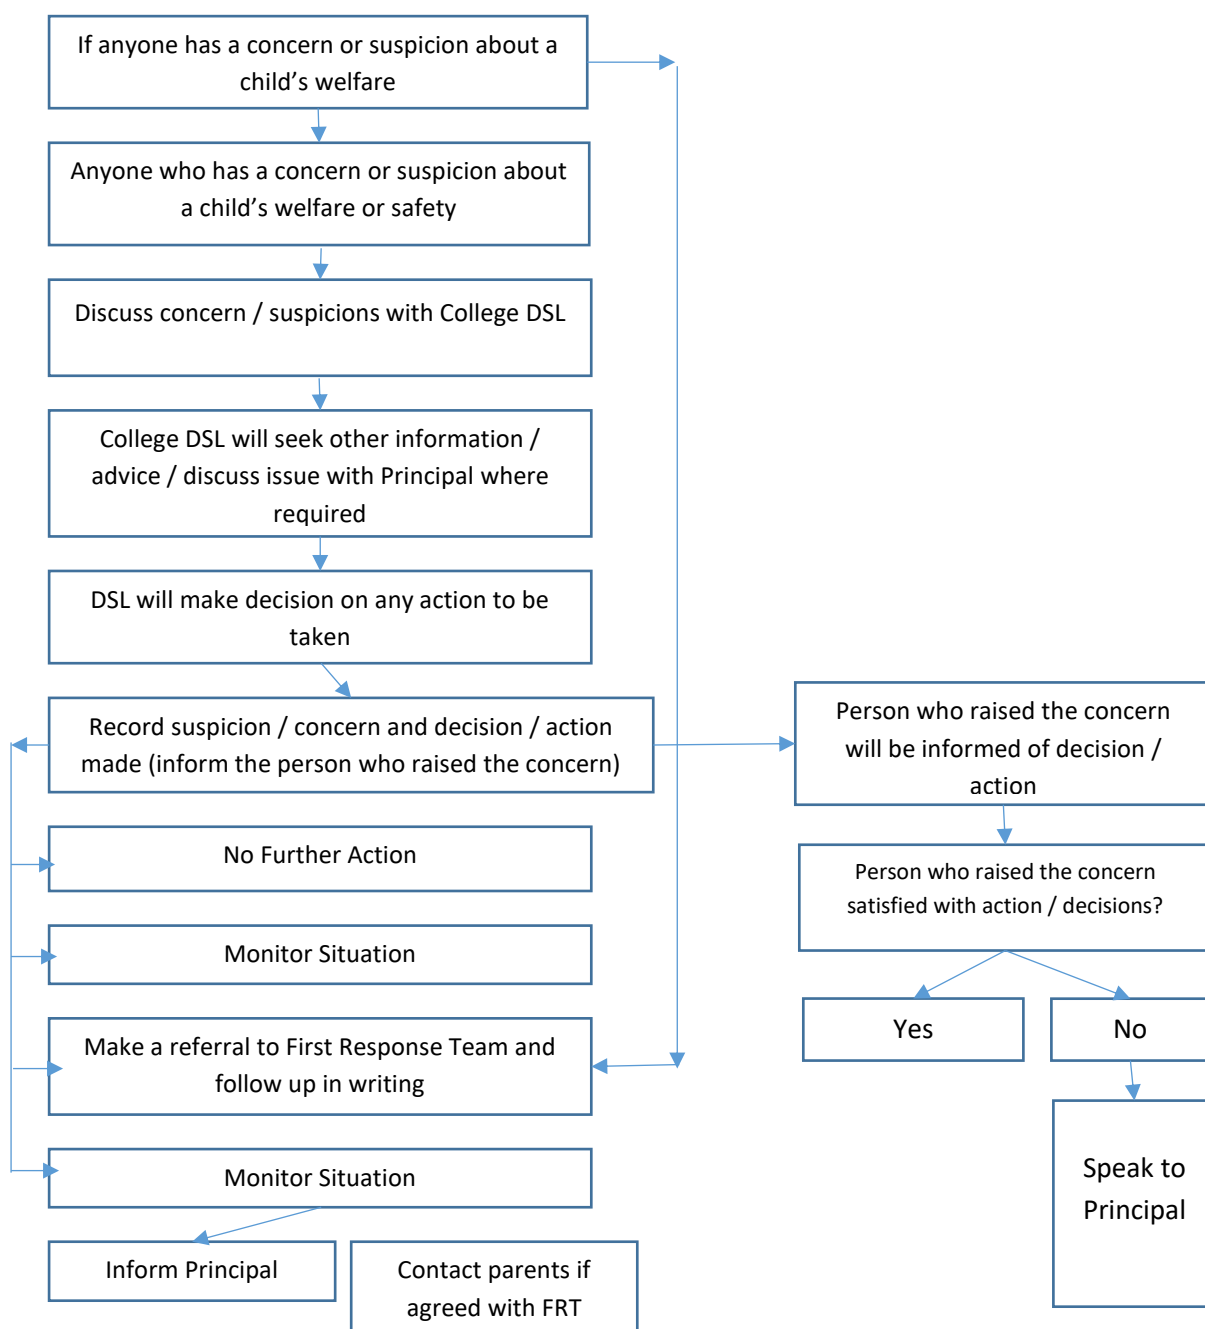 If anyone has a concern or suspicion about a
child’s welfare
Anyone who has a concern or suspicion about
a child’s welfare or safety
Discuss concern / suspicions with College DSL
College DSL will seek other information /
advice / discuss issue with Principal where
required
DSL will make decision on any action to be
taken
Record suspicion / concern and decision / action
made (inform the person who raised the concern)
Person who raised the concern
will be informed of decision /
action
No Further Action
Person who raised the concern
satisfied with action / decisions?
Monitor Situation
Yes
No
Make a referral to First Response Team and
follow up in writing
Monitor Situation
Speak to
Principal
Inform Principal
Contact parents if
agreed with FRT